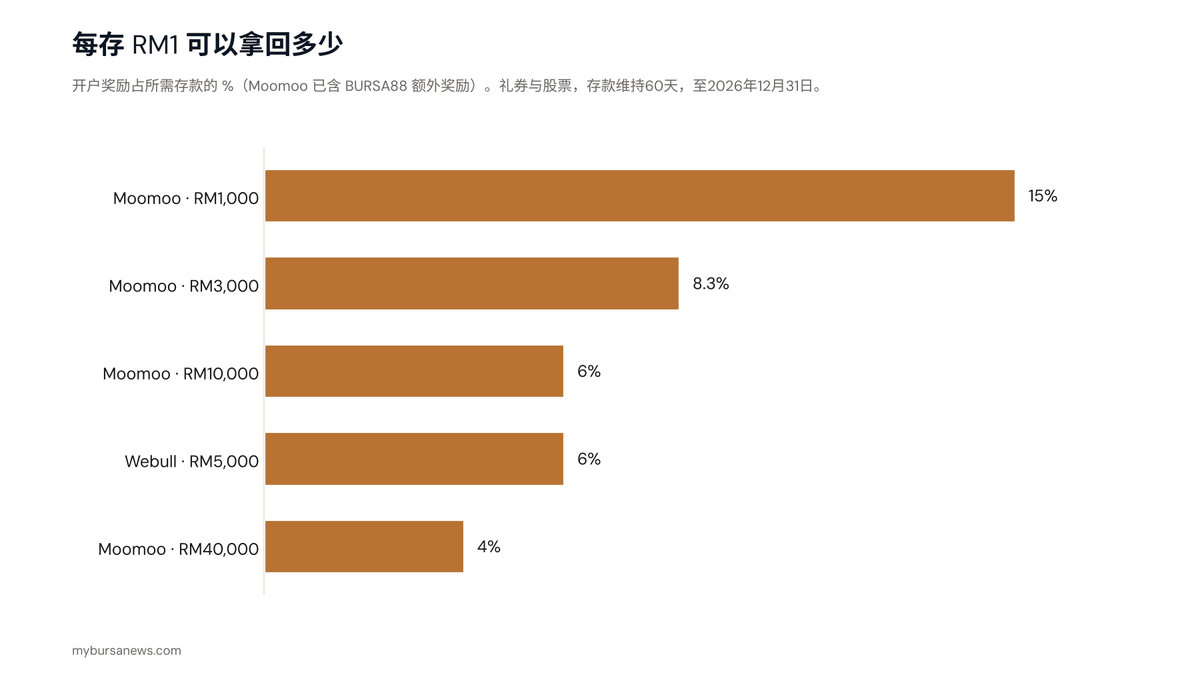 每存 RM1 可以拿回多少
开户奖励占所需存款的 %（Moomoo 已含 BURSA88 额外奖励）。礼券与股票，存款维持60天，至2026年12月31日。
Moomoo · RM1,000
15%
Moomoo · RM3,000
8.3%
Moomoo · RM10,000
6%
Webull · RM5,000
6%
Moomoo · RM40,000
4%
mybursanews.com